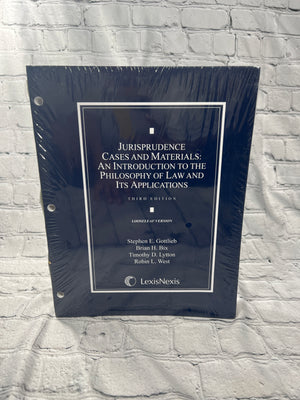 JURISPRUDENCE
CASES AND MATERIALS:
AN INTRODUCTION TO THE
PHILOSOPHY OF LAW AND
ITS APPLICATIONS
THIRD EDITION
LOOSELEAF VERSION
Stephen E. Gottlieb
Brian H. Bix
Timothy D. Lytton
Robin L. West
LexisNexis